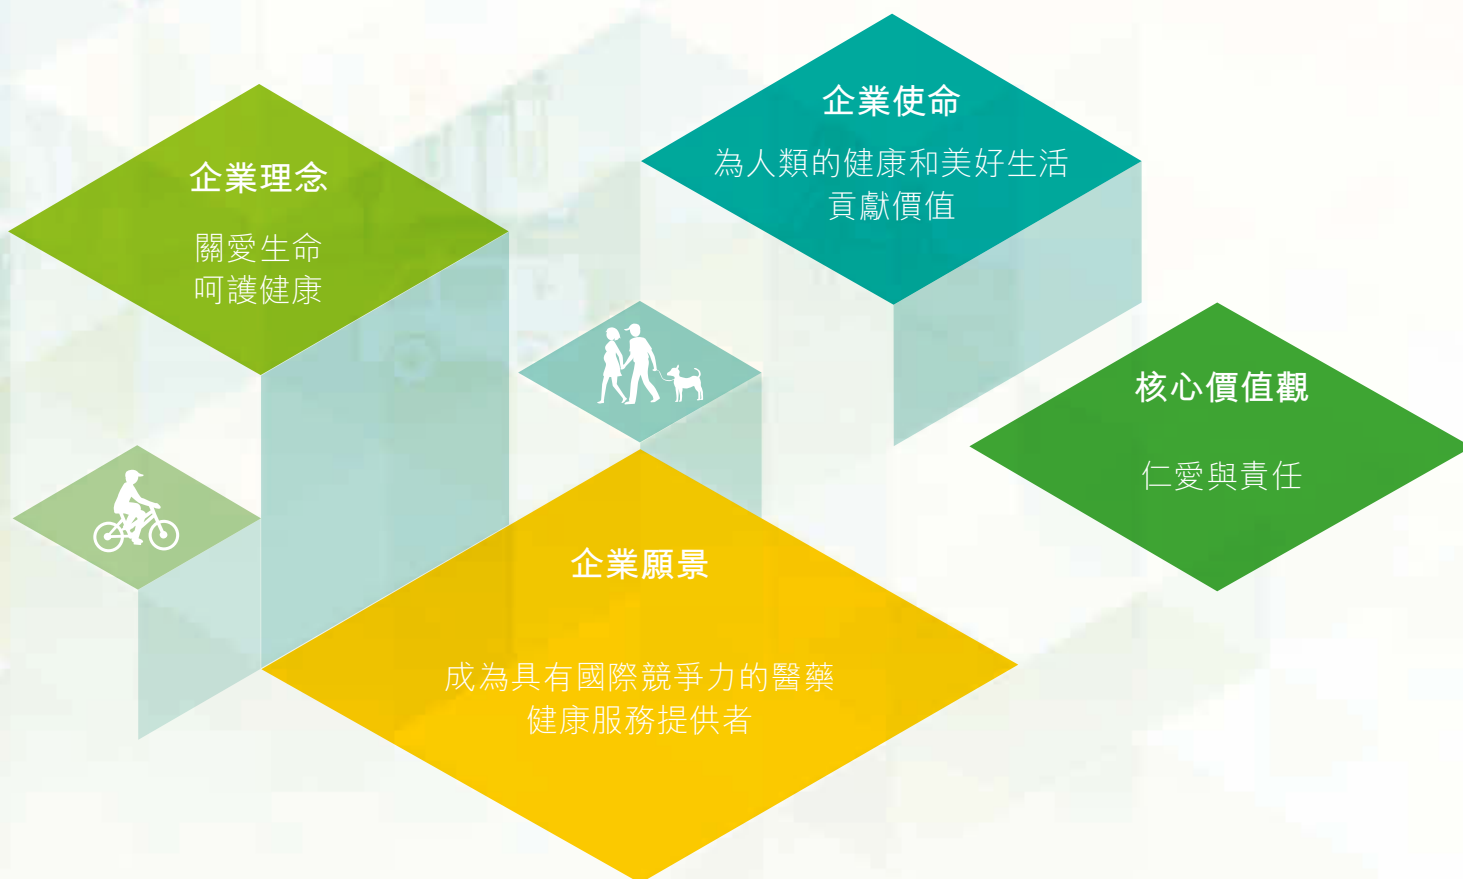 企業理念
關愛生命
呵護健康
企業使命
為人類的健康和美好生活
貢獻價值
核心價值觀
仁愛與責任
企業願景
成為具有國際競爭力的醫藥
健康服務提供者